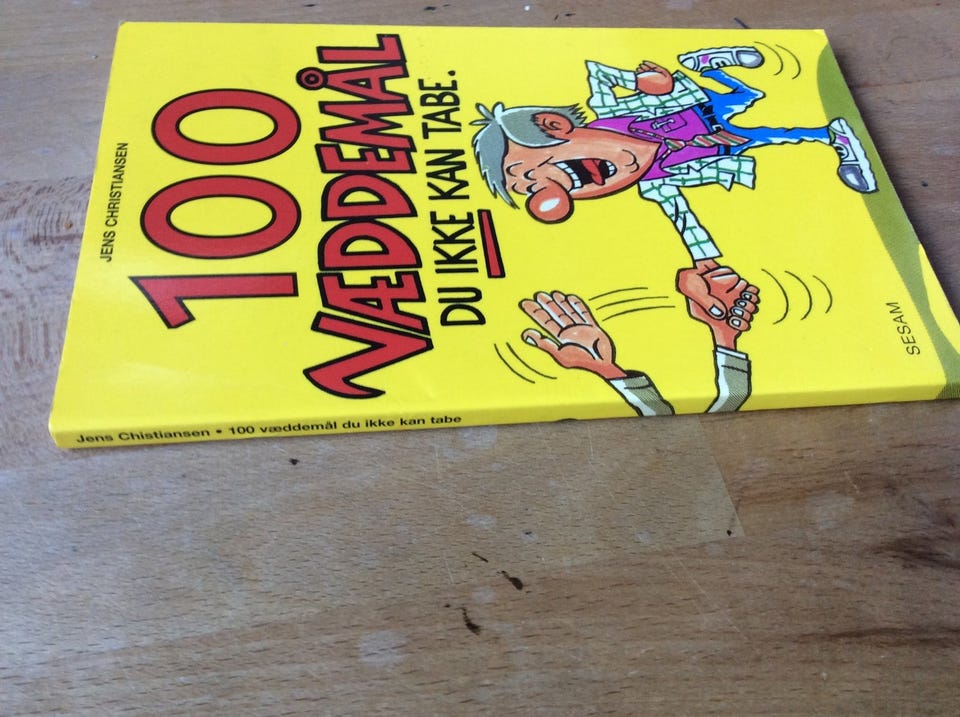 JENS CHRISTIANSEN
100
VÆDDEMÅL
DU IKKE KAN TABE.
SESAM
Jens Chistiansen • 100 væddemål du ikke kan tabe